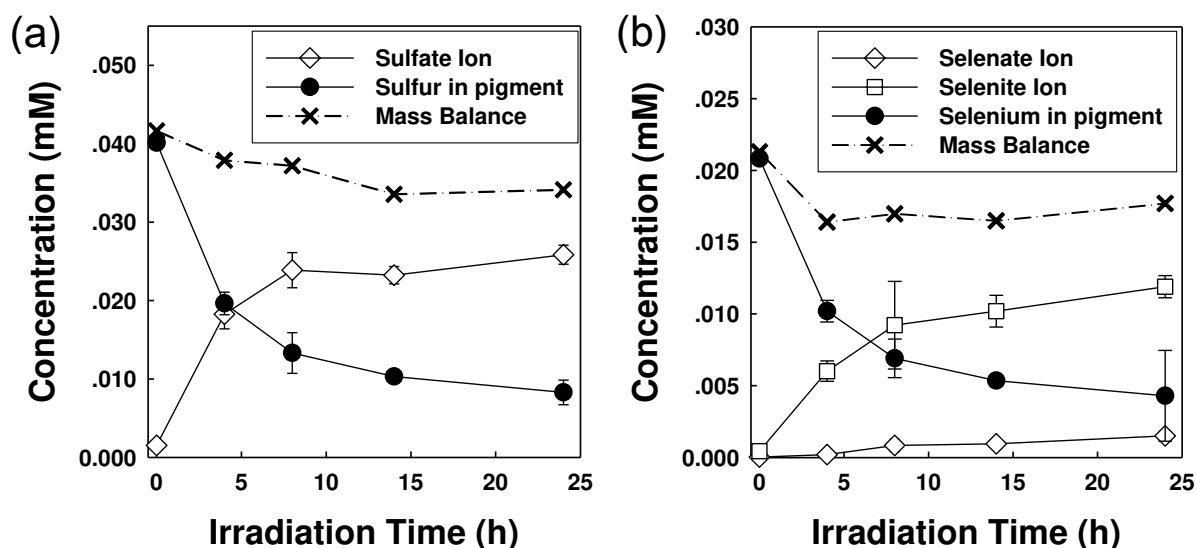 (a)
Sulfate Ion
Sulfur in pigment
Mass Balance
Concentration (mM)
.050
.040
.030
.020
.010
0.000
0 5 10 15 20 25
Irradiation Time (h)
(b)
Selenate Ion
Selenite Ion
Selenium in pigment
Mass Balance
Concentration (mM)
.030
.025
.020
.015
.010
.005
0.000
0 5 10 15 20 25
Irradiation Time (h)